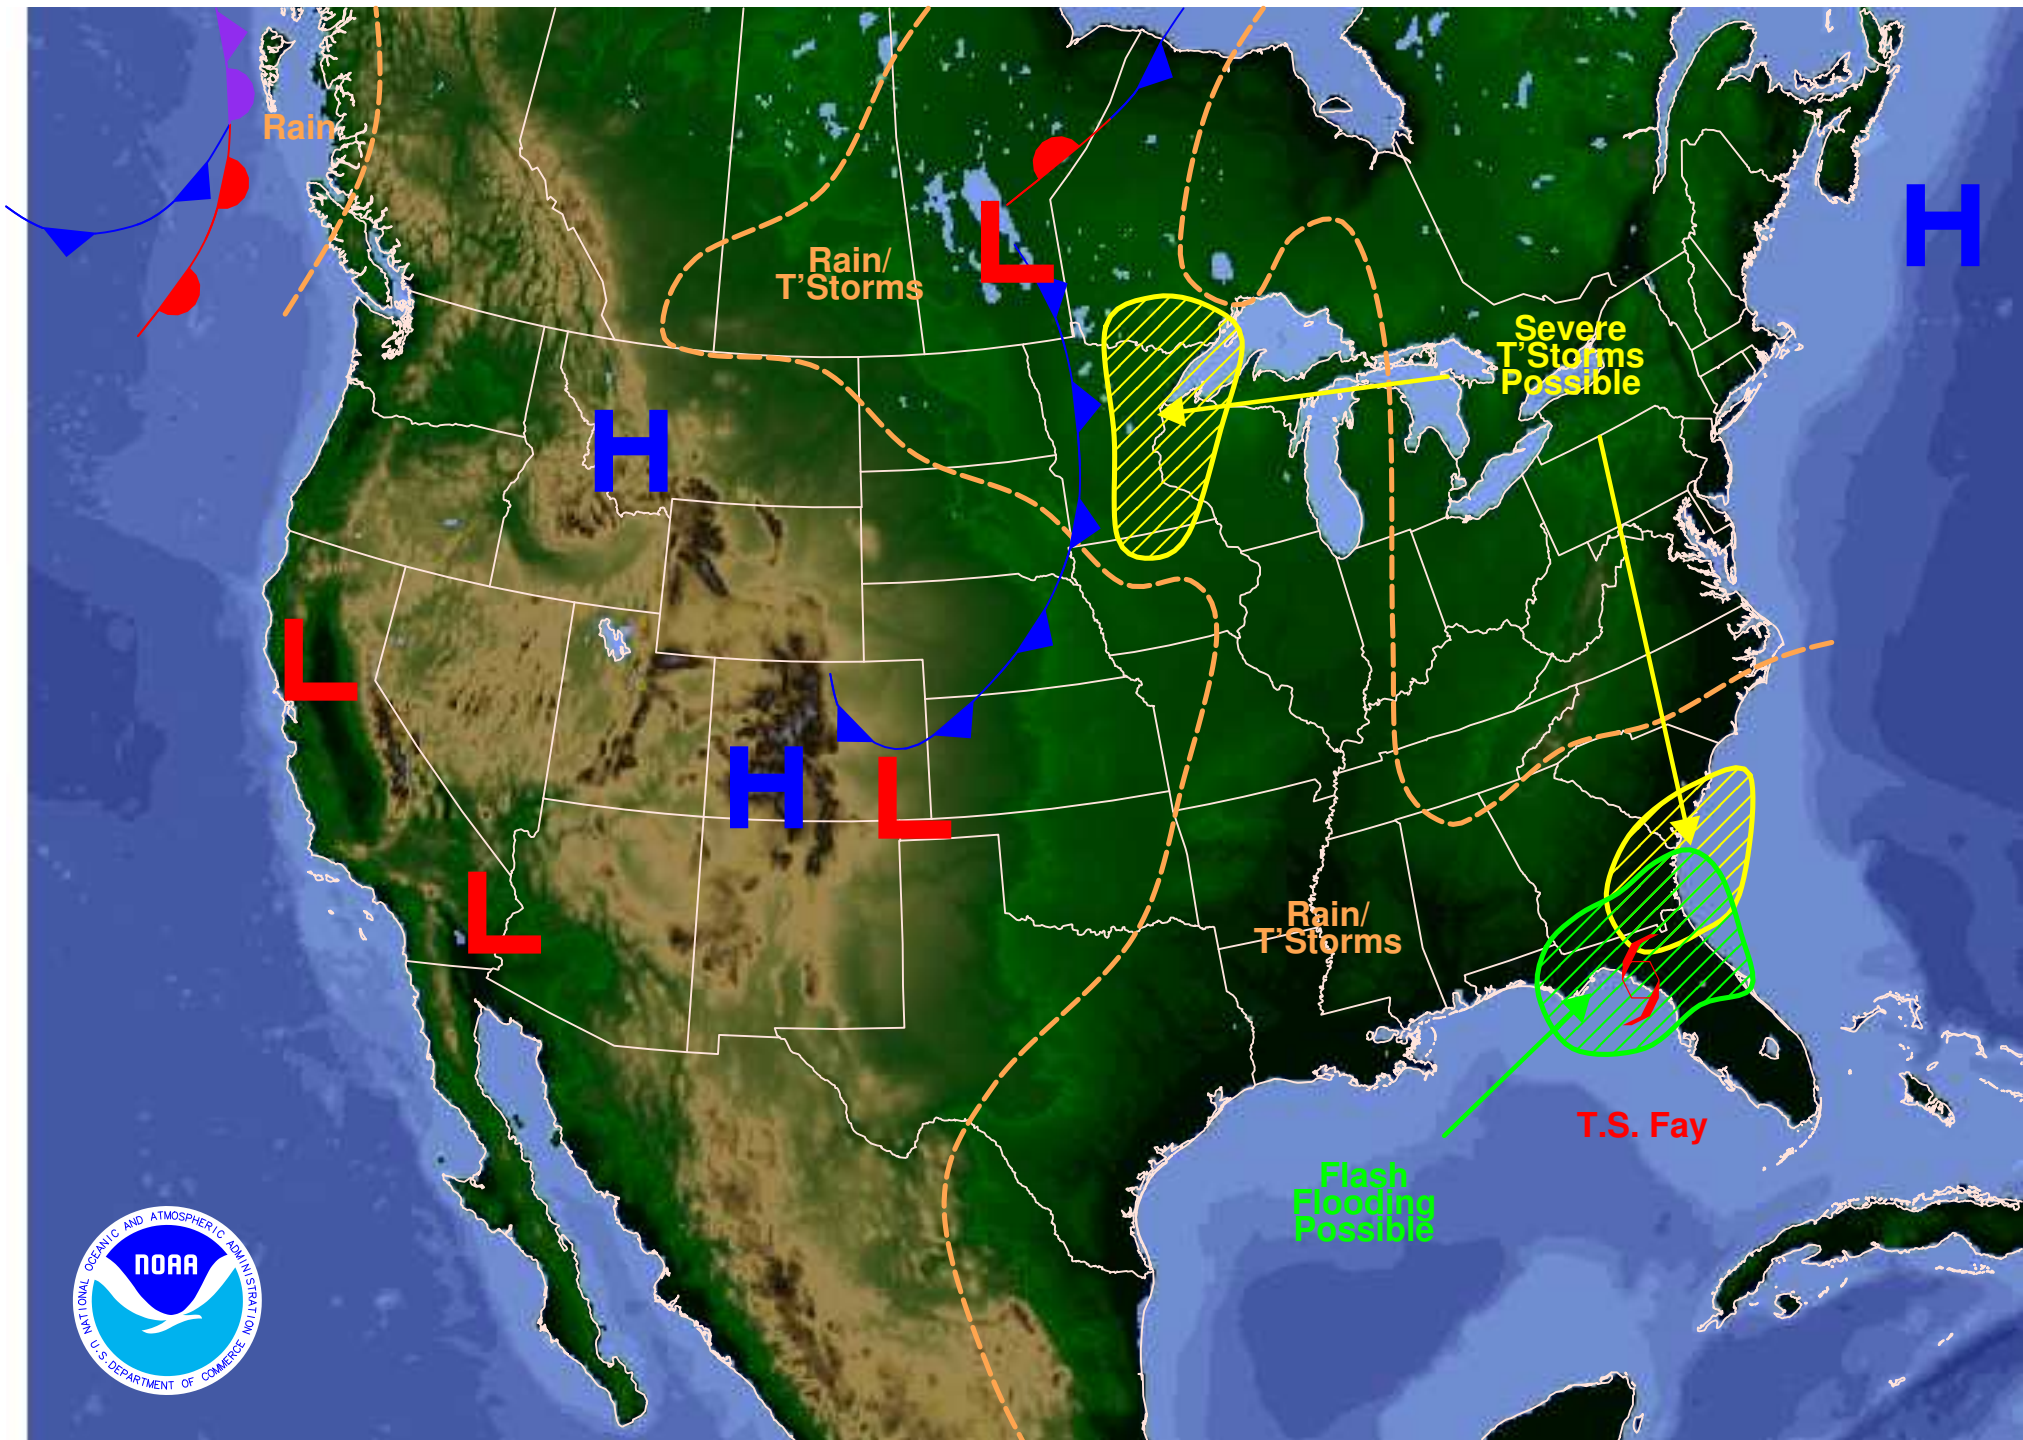 Rain
H
Rain/
T'Storms
L
Severe
T'Storms
Possible
H
L
H
L
L
Rain/
T'Storms
T.S. Fay
Flash
Flooding
Possible
NATIONAL OCEANIC AND ATMOSPHERIC ADMINISTRATION
NOAA
U.S. DEPARTMENT OF COMMERCE